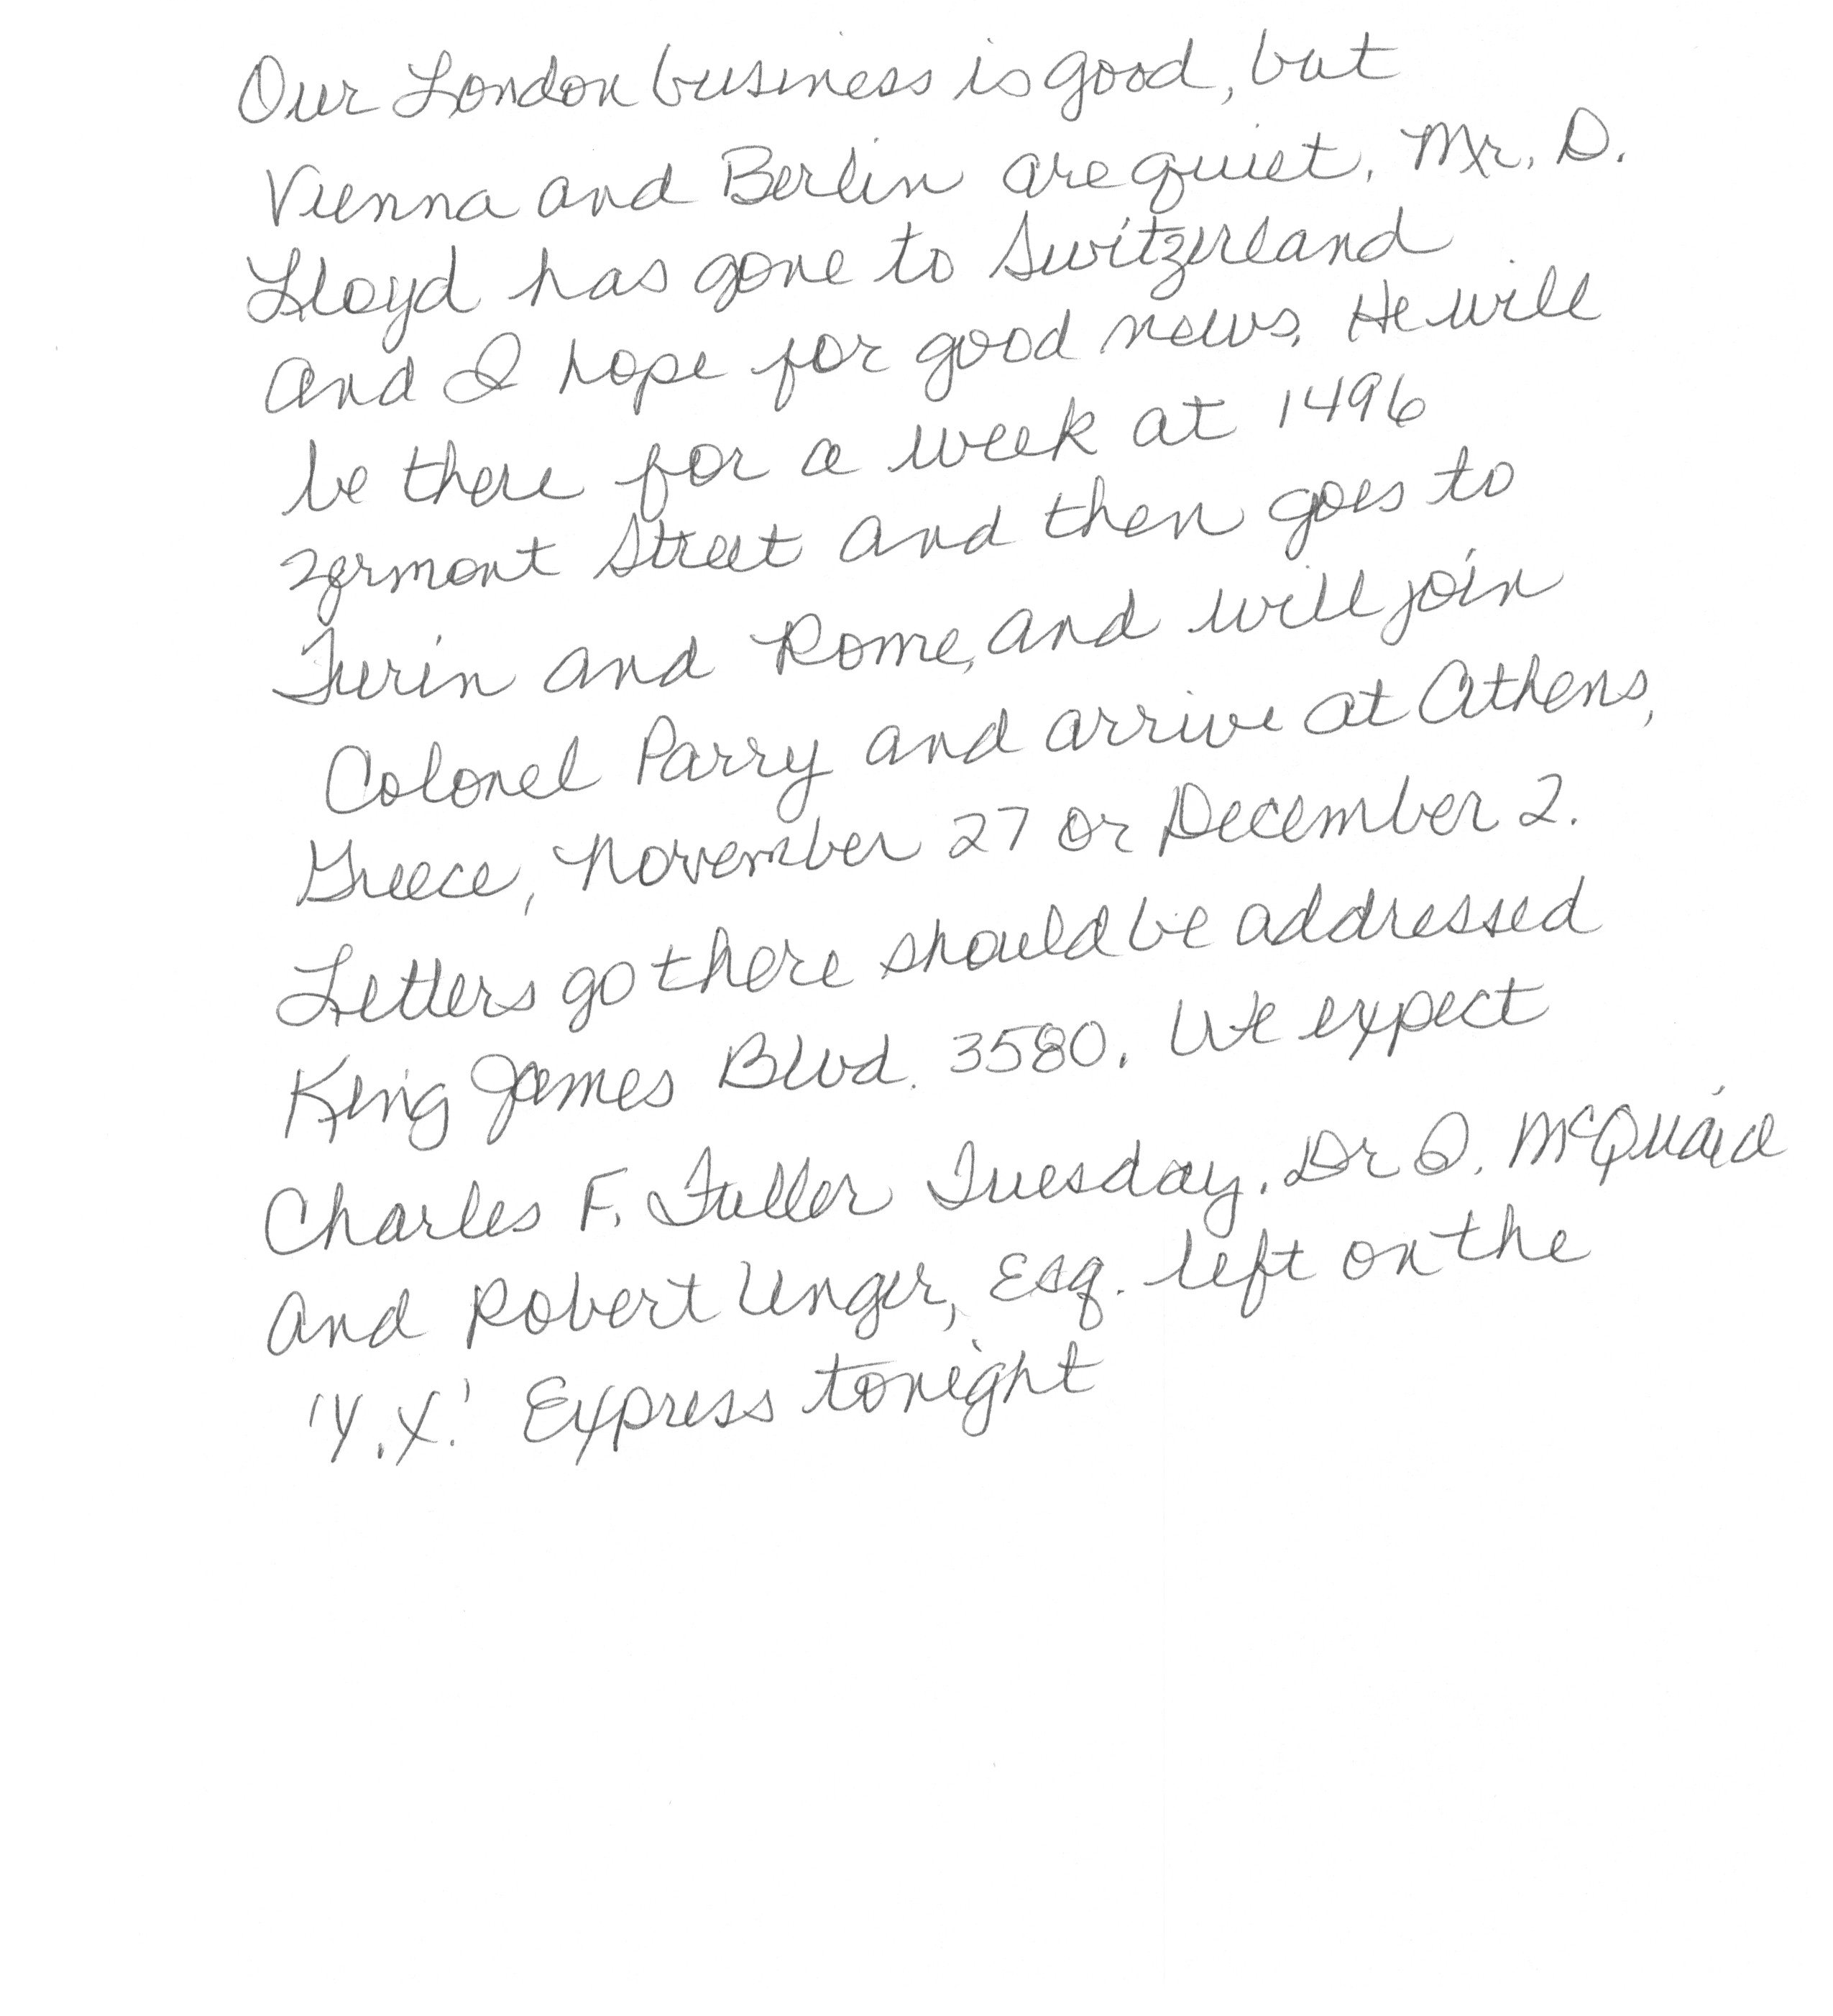 Our London business is good, but
Vienna and Berlin are quiet. Mr. D.
Lloyd has gone to Switzerland
and I hope for good news. He will
be there for a week at 1496
Zermont Street and then goes to
Turin and Rome, and will join
Colonel Parry and arrive at Athens,
Greece, November 27 or December 2.
Letters go there should be addressed
King James Blvd. 3580. We expect
Charles F. Fuller Tuesday. Dr Q. McQuaid
and Robert Unger, Esq. left on the
'Y.X.' Express tonight